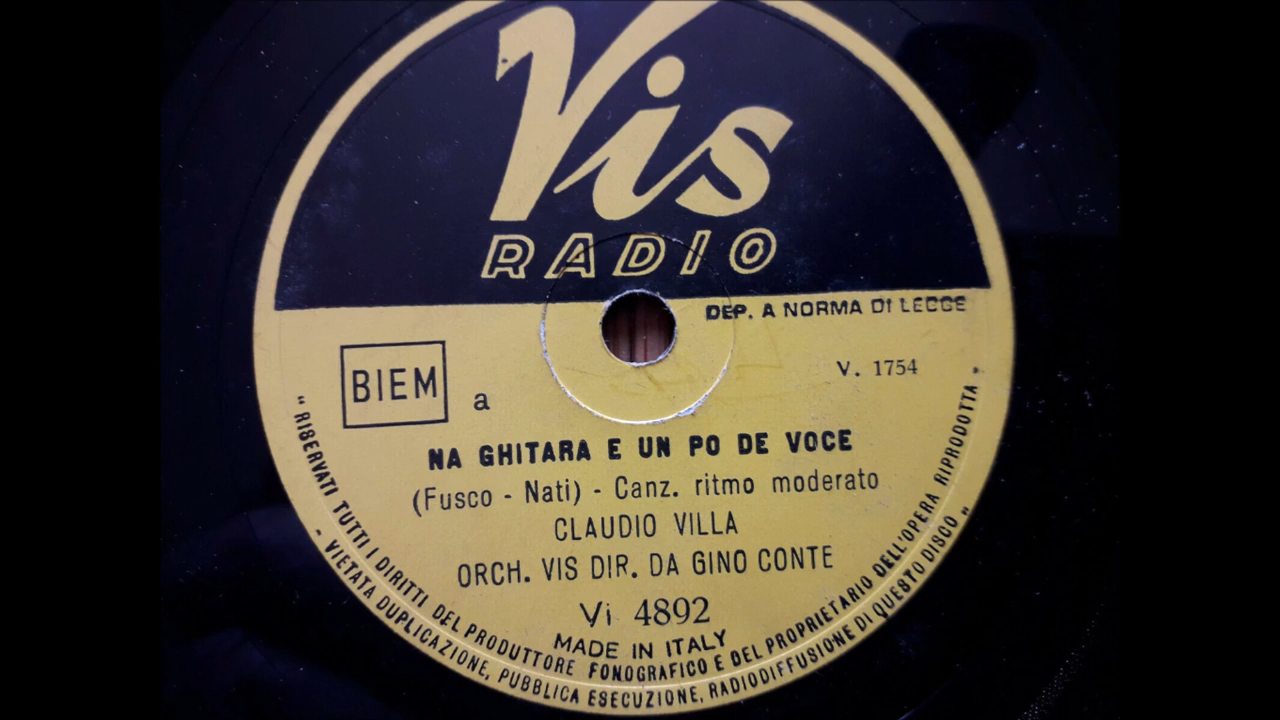 Vis
RADIO
DEP. A NORMA DI LEGGE
V. 1754
BIEM
a
NA GHITARA E UN PO DE VOCE
(Fusco - Nati) - Canz. ritmo moderato
CLAUDIO VILLA
ORCH. VIS DIR. DA GINO CONTE
Vi 4892
MADE IN ITALY
"RISERVATI TUTTI I DIRITTI DEL PRODUTTORE FONOGRAFICO E DEL PROPRIETARIO DELL'OPERA RIPRODOTTA"
- VIETATA DUPLICAZIONE, PUBBLICA ESECUZIONE, RADIODIFFUSIONE DI QUESTO DISCO"